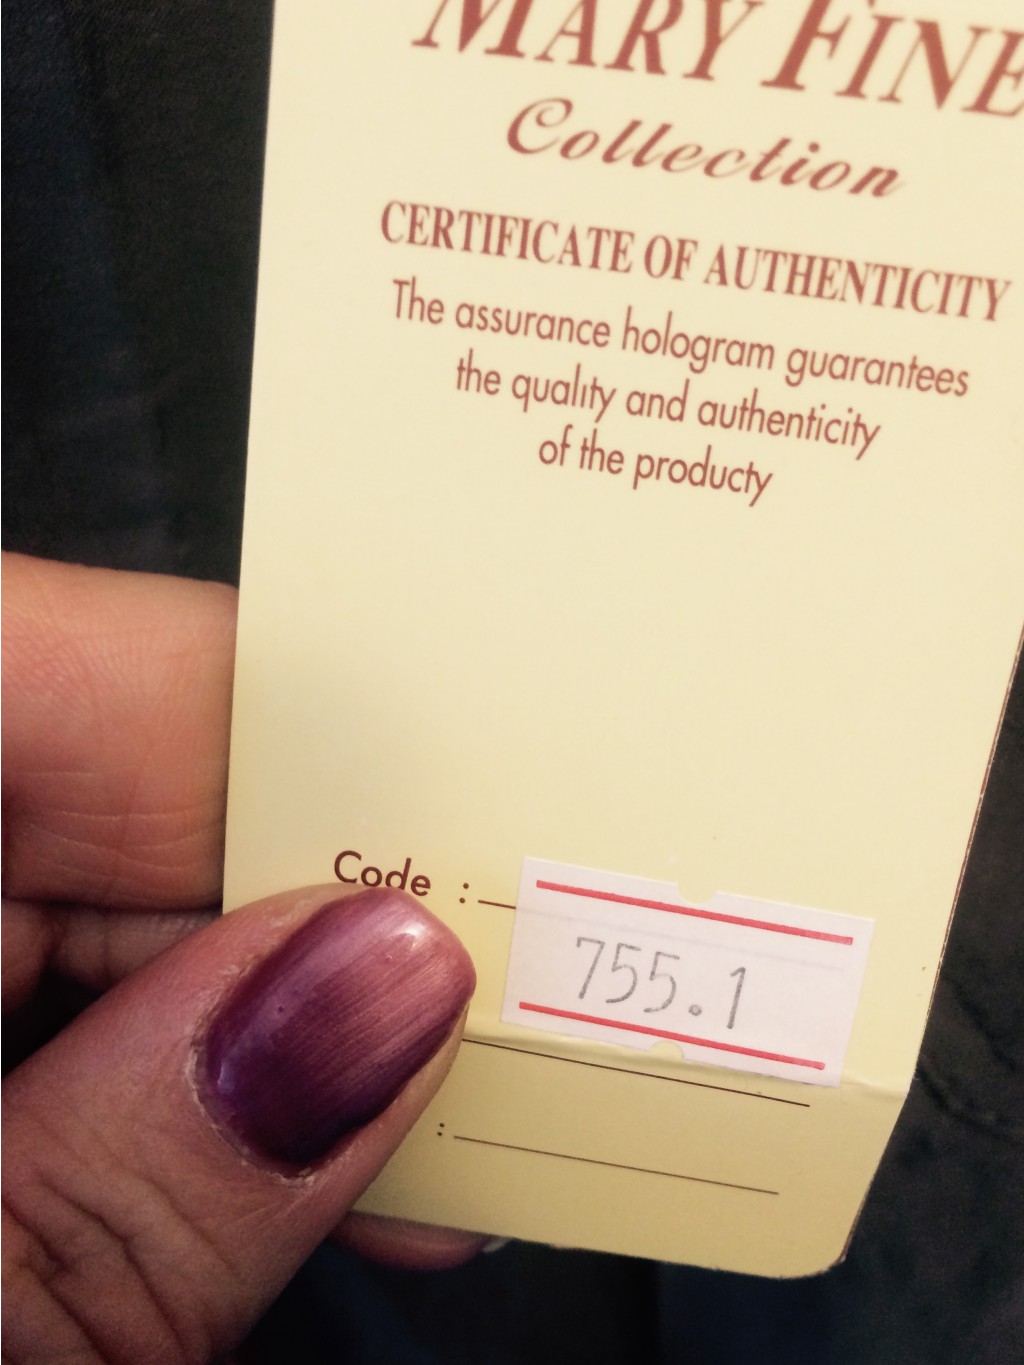 MARY FINE
Collection
CERTIFICATE OF AUTHENTICITY
The assurance hologram guarantees
the qualıty and authenticity
of the producty
Code :
755.1
: